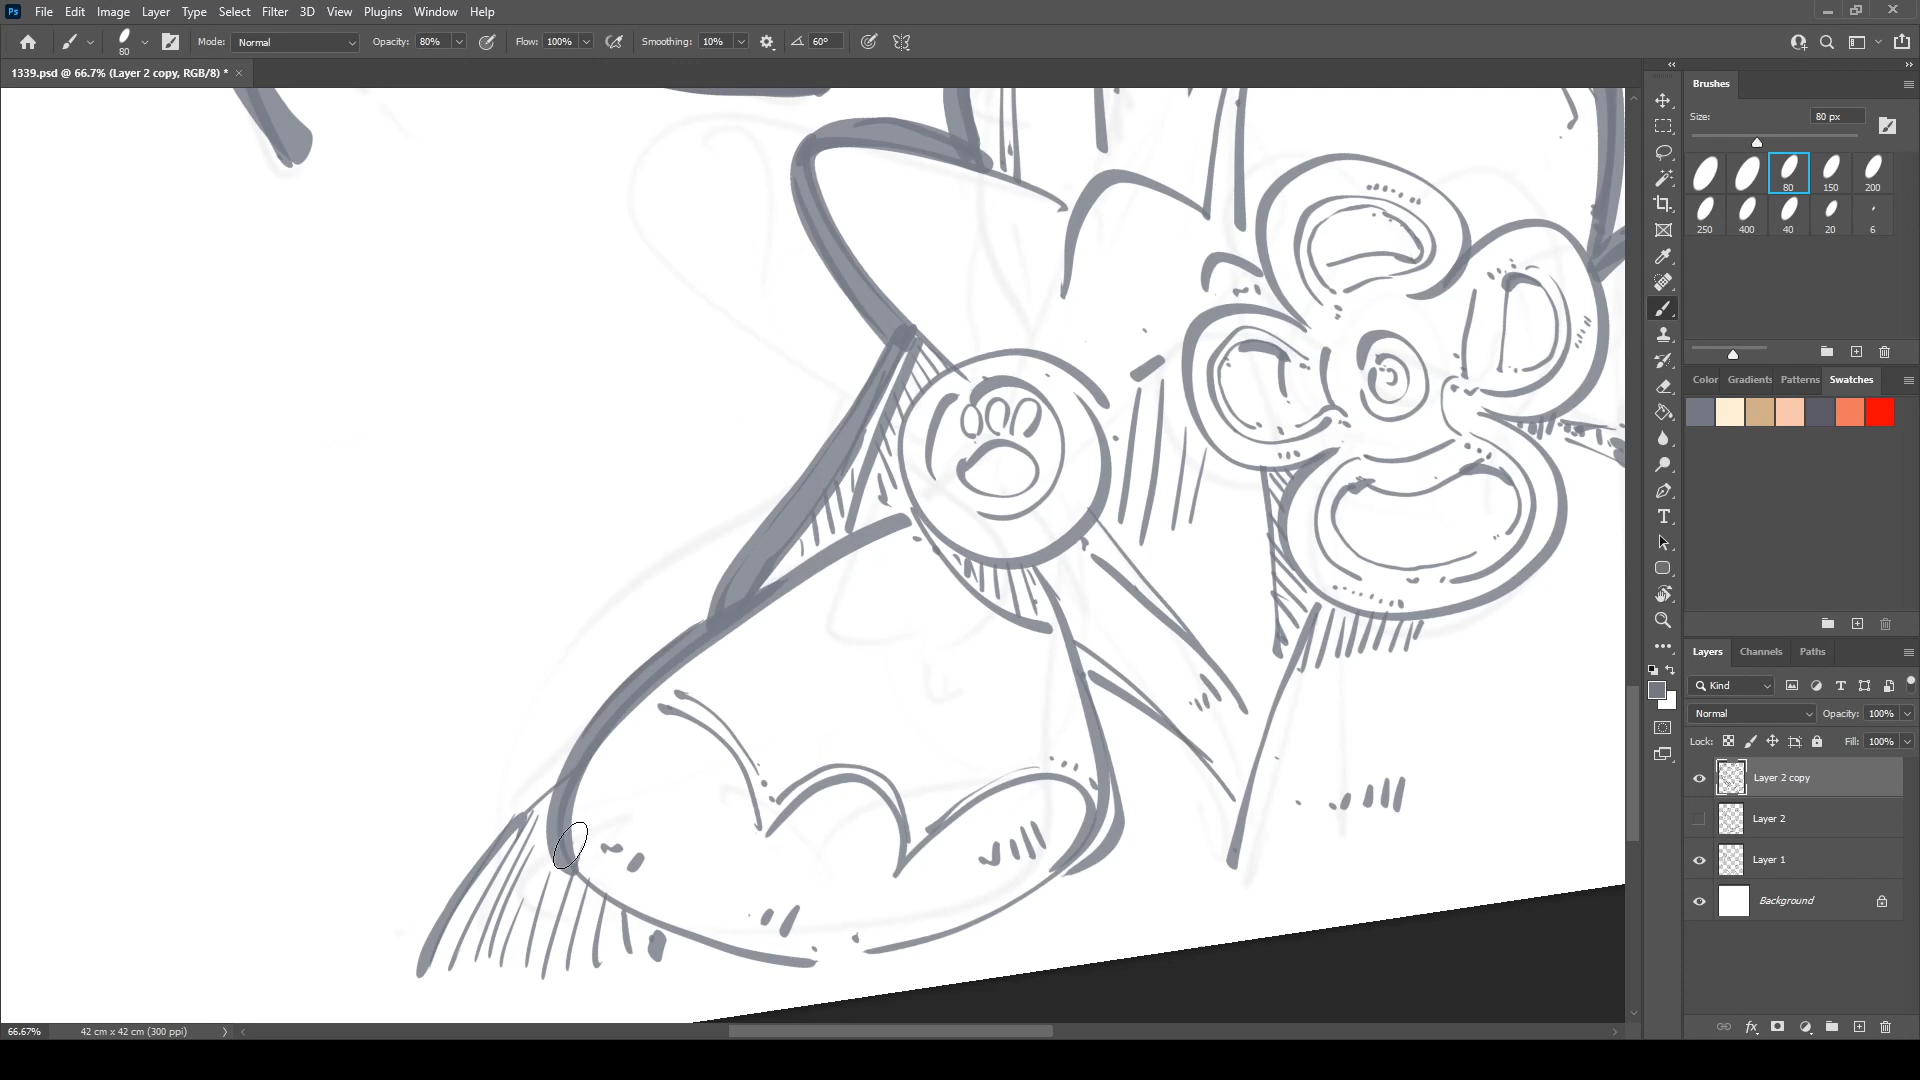 Ps File Edit Image Layer Type Select Filter 3D View Plugins Window Help
80 Mode: Normal Opacity: 80% Flow: 100% Smoothing: 10% 60°
1339.psd @ 66.7% (Layer 2 copy, RGB/8) * ×
Brushes
Size: 80 px
80 150 200
250 400 40 20 6
Color Gradients Patterns Swatches
Layers Channels Paths
Kind
Normal Opacity: 100%
Lock: Fill: 100%
Layer 2 copy
Layer 2
Layer 1
Background
fx
66.67% 42 cm x 42 cm (300 ppi)